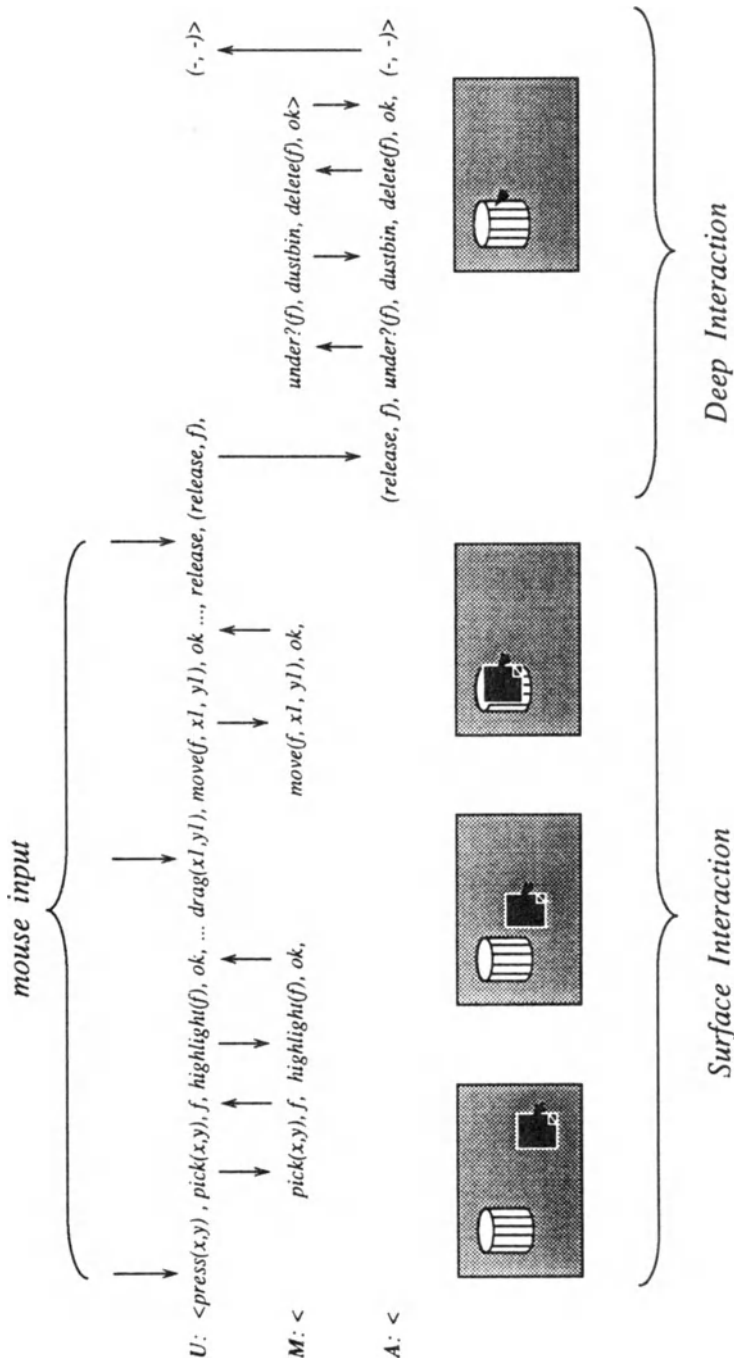 mouse input
U: <press(x,y) , pick(x,y), f, highlight(f), ok, ... drag(x1,y1), move(f, x1, y1), ok ..., release, (release, f), (-, -)>
M: < pick(x,y), f, highlight(f), ok, move(f, x1, y1), ok, under?(f), dustbin, delete(f), ok>
A: < (release, f), under?(f), dustbin, delete(f), ok, (-, -)>
Surface Interaction
Deep Interaction